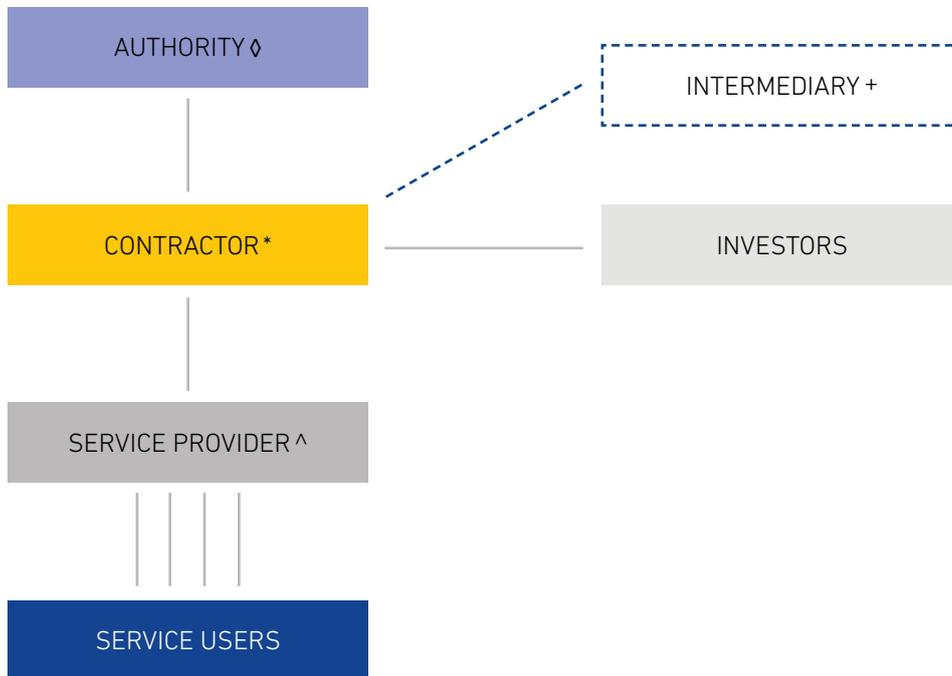 AUTHORITY ◊
INTERMEDIARY +
CONTRACTOR *
INVESTORS
SERVICE PROVIDER ^
SERVICE USERS